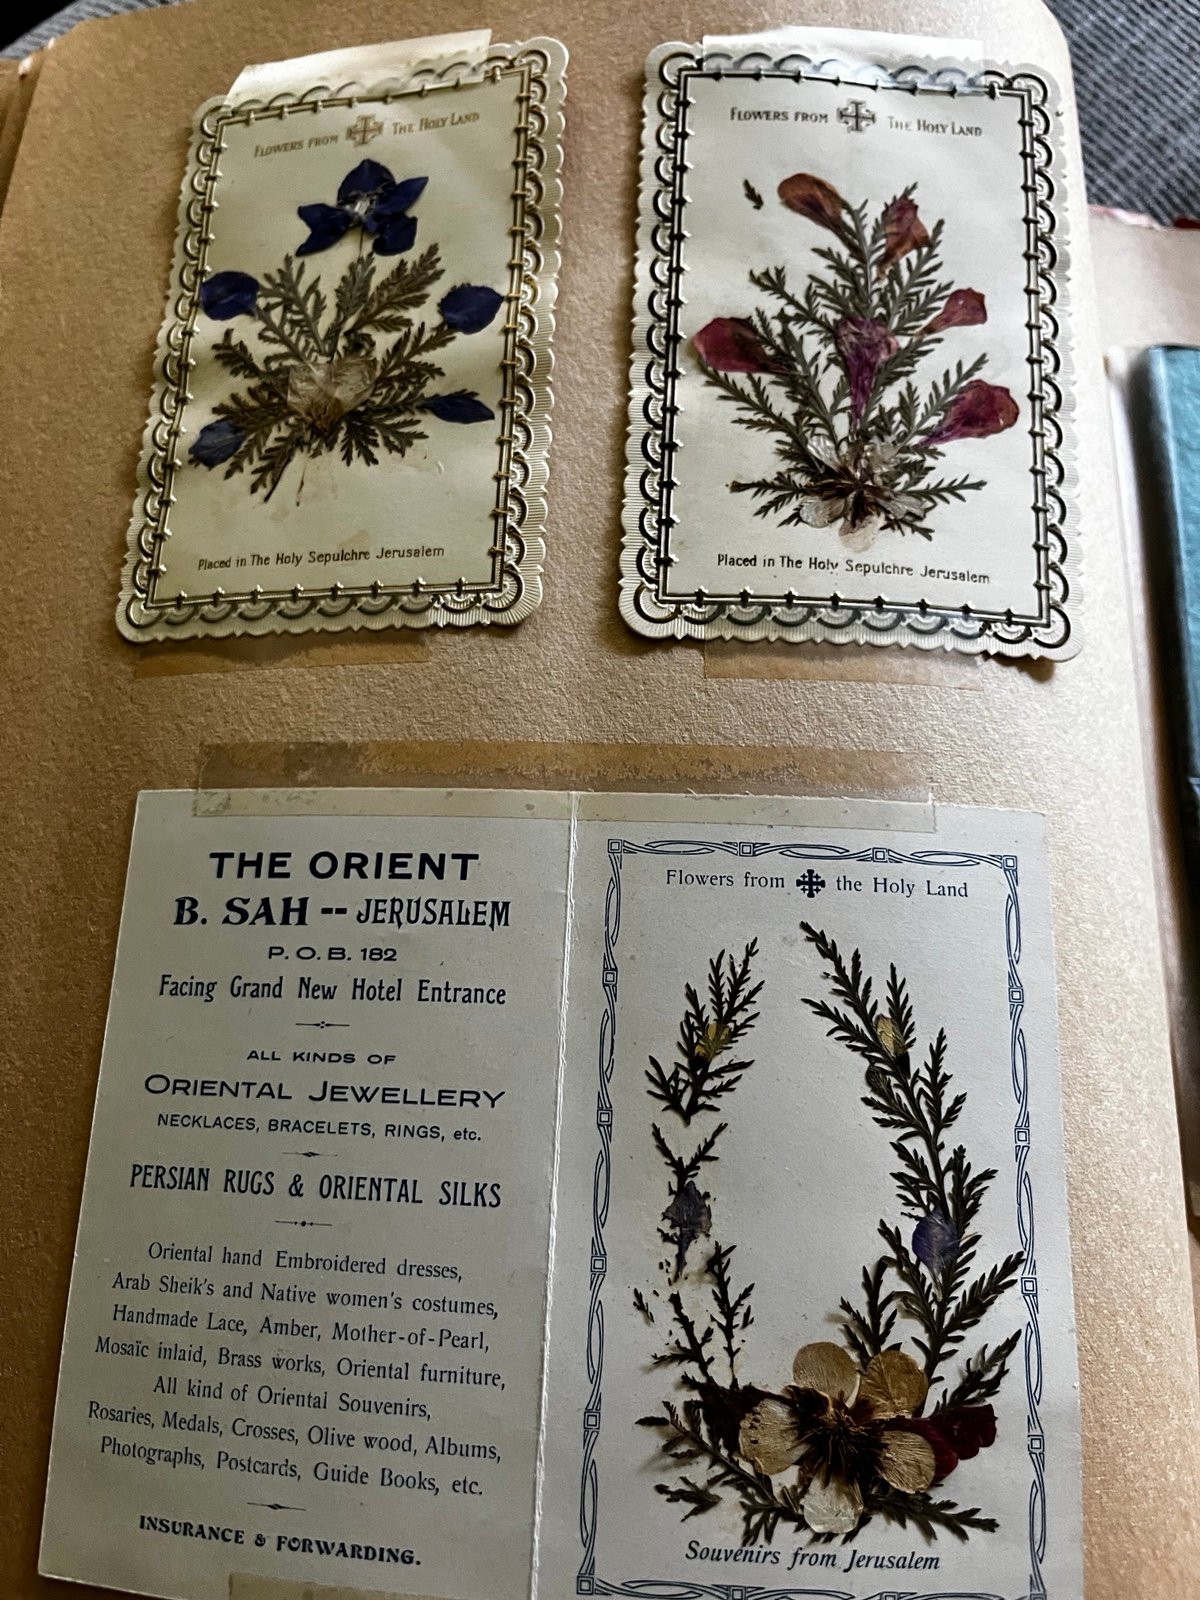 Flowers from The Holy Land
Placed in The Holy Sepulchre Jerusalem
Flowers from The Holy Land
Placed in The Holy Sepulchre Jerusalem
THE ORIENT
B. SAH -- JERUSALEM
P. O. B. 182
Facing Grand New Hotel Entrance
ALL KINDS OF
ORIENTAL JEWELLERY
NECKLACES, BRACELETS, RINGS, etc.
PERSIAN RUGS & ORIENTAL SILKS
Oriental hand Embroidered dresses,
Arab Sheik's and Native women's costumes,
Handmade Lace, Amber, Mother-of-Pearl,
Mosaïc inlaid, Brass works, Oriental furniture,
All kind of Oriental Souvenirs,
Rosaries, Medals, Crosses, Olive wood, Albums,
Photographs, Postcards, Guide Books, etc.
INSURANCE & FORWARDING.
Flowers from the Holy Land
Souvenirs from Jerusalem